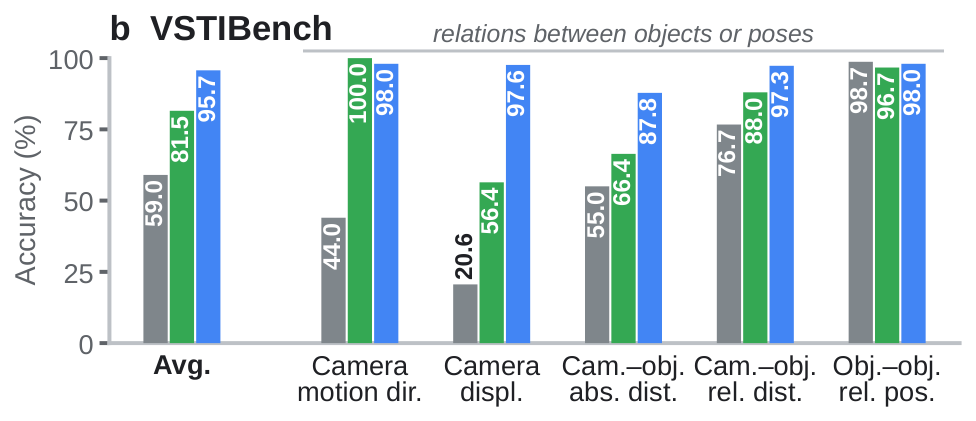 b VSTIBench
relations between objects or poses
Accuracy (%)
100
75
50
25
0
59.0
81.5
95.7
44.0
100.0
98.0
20.6
56.4
97.6
55.0
66.4
87.8
76.7
88.0
97.3
98.7
96.7
98.0
Avg.
Camera
motion dir.
Camera
displ.
Cam.–obj.
abs. dist.
Cam.–obj.
rel. dist.
Obj.–obj.
rel. pos.